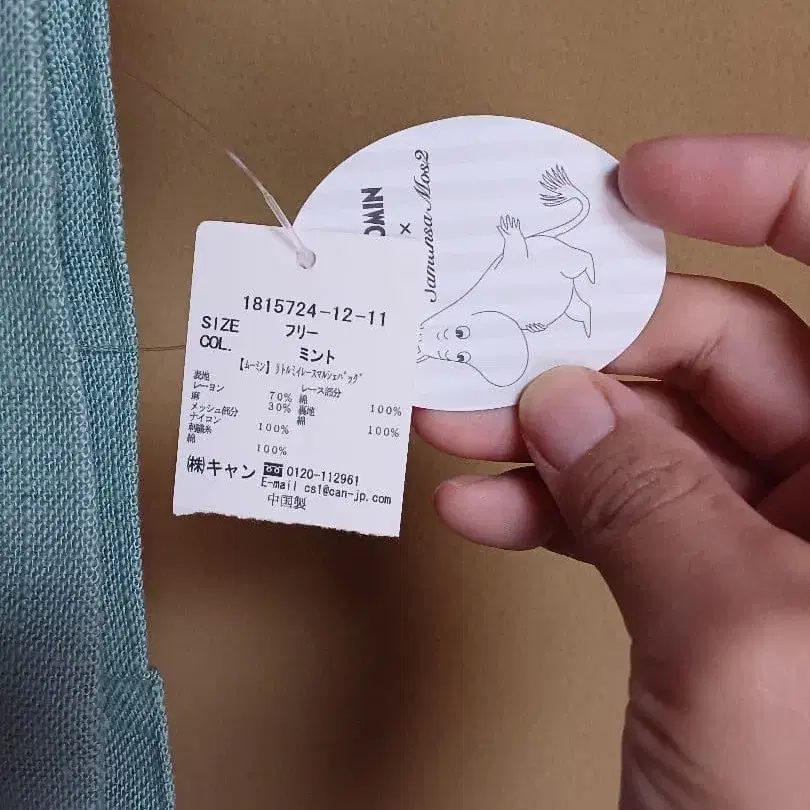 1815724-12-11
SIZE フリー
COL. ミント
【ムーミン】リトルミイレースマルシェバッグ
表地
レーヨン 70%
麻 30%
メッシュ部分
ナイロン 100%
刺繍糸
綿 100%
レース部分
綿 100%
裏地
綿 100%
㈱キャン 0120-112961
E-mail cs1@can-jp.com
中国製
×
Samansa Mos2